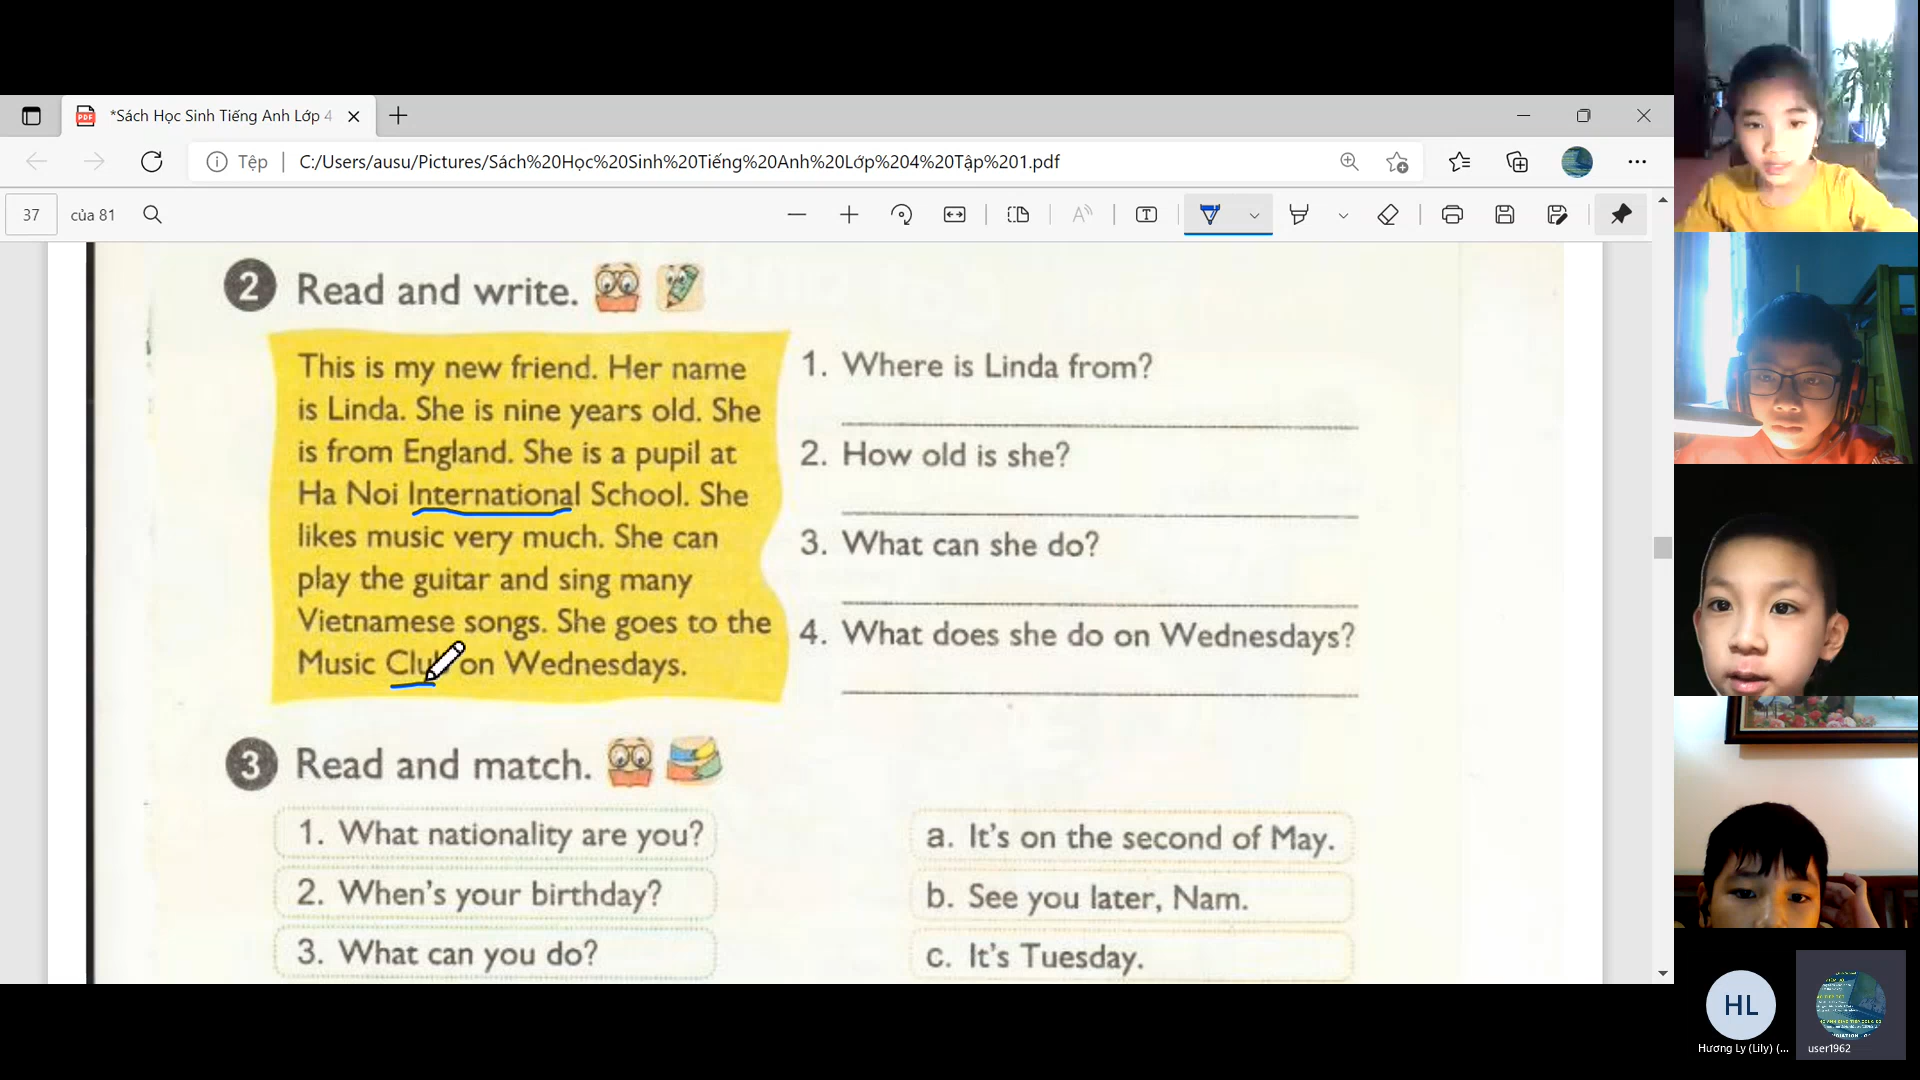 *Sách Học Sinh Tiếng Anh Lớp 4
Tệp
C:/Users/ausu/Pictures/Sách%20Học%20Sinh%20Tiếng%20Anh%20Lớp%204%20Tập%201.pdf
37
của 81
2 Read and write.
This is my new friend. Her name
is Linda. She is nine years old. She
is from England. She is a pupil at
Ha Noi International School. She
likes music very much. She can
play the guitar and sing many
Vietnamese songs. She goes to the
Music Club on Wednesdays.
1. Where is Linda from?
2. How old is she?
3. What can she do?
4. What does she do on Wednesdays?
3 Read and match.
1. What nationality are you?
2. When's your birthday?
3. What can you do?
a. It's on the second of May.
b. See you later, Nam.
c. It's Tuesday.
HL
Hương Ly (Lily) (...
user1962